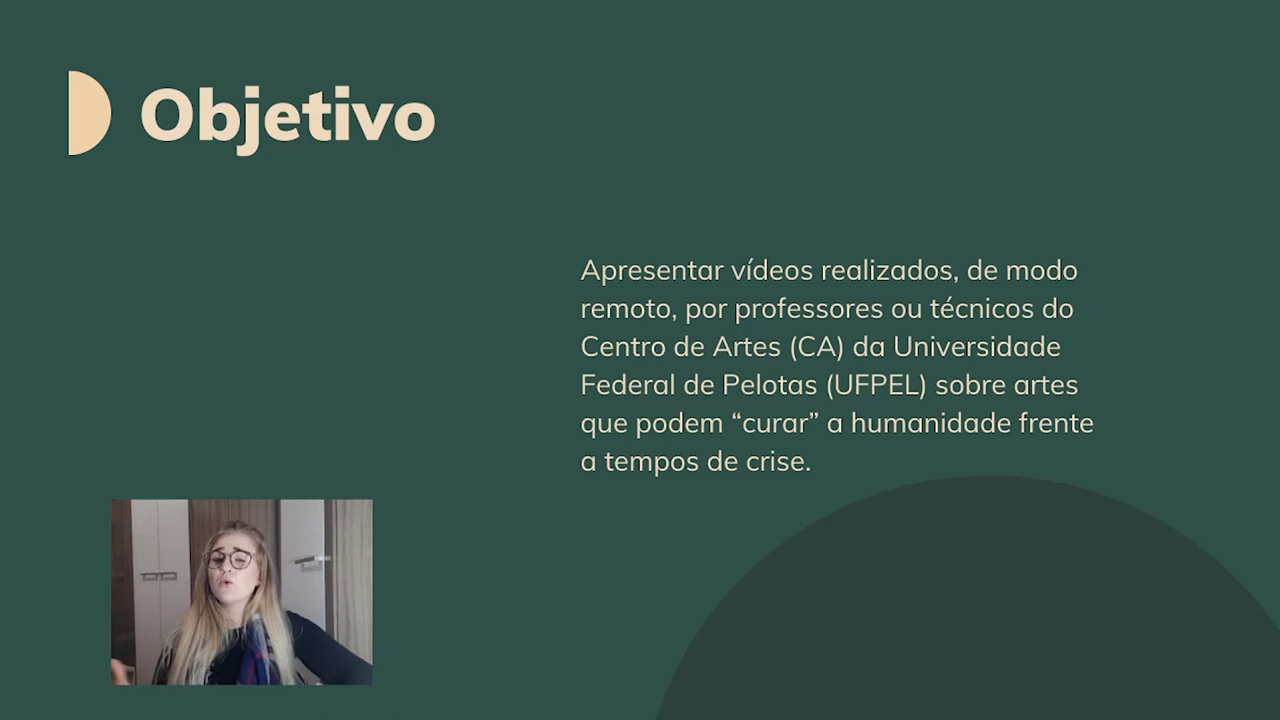 Objetivo
Apresentar vídeos realizados, de modo
remoto, por professores ou técnicos do
Centro de Artes (CA) da Universidade
Federal de Pelotas (UFPEL) sobre artes
que podem “curar” a humanidade frente
a tempos de crise.